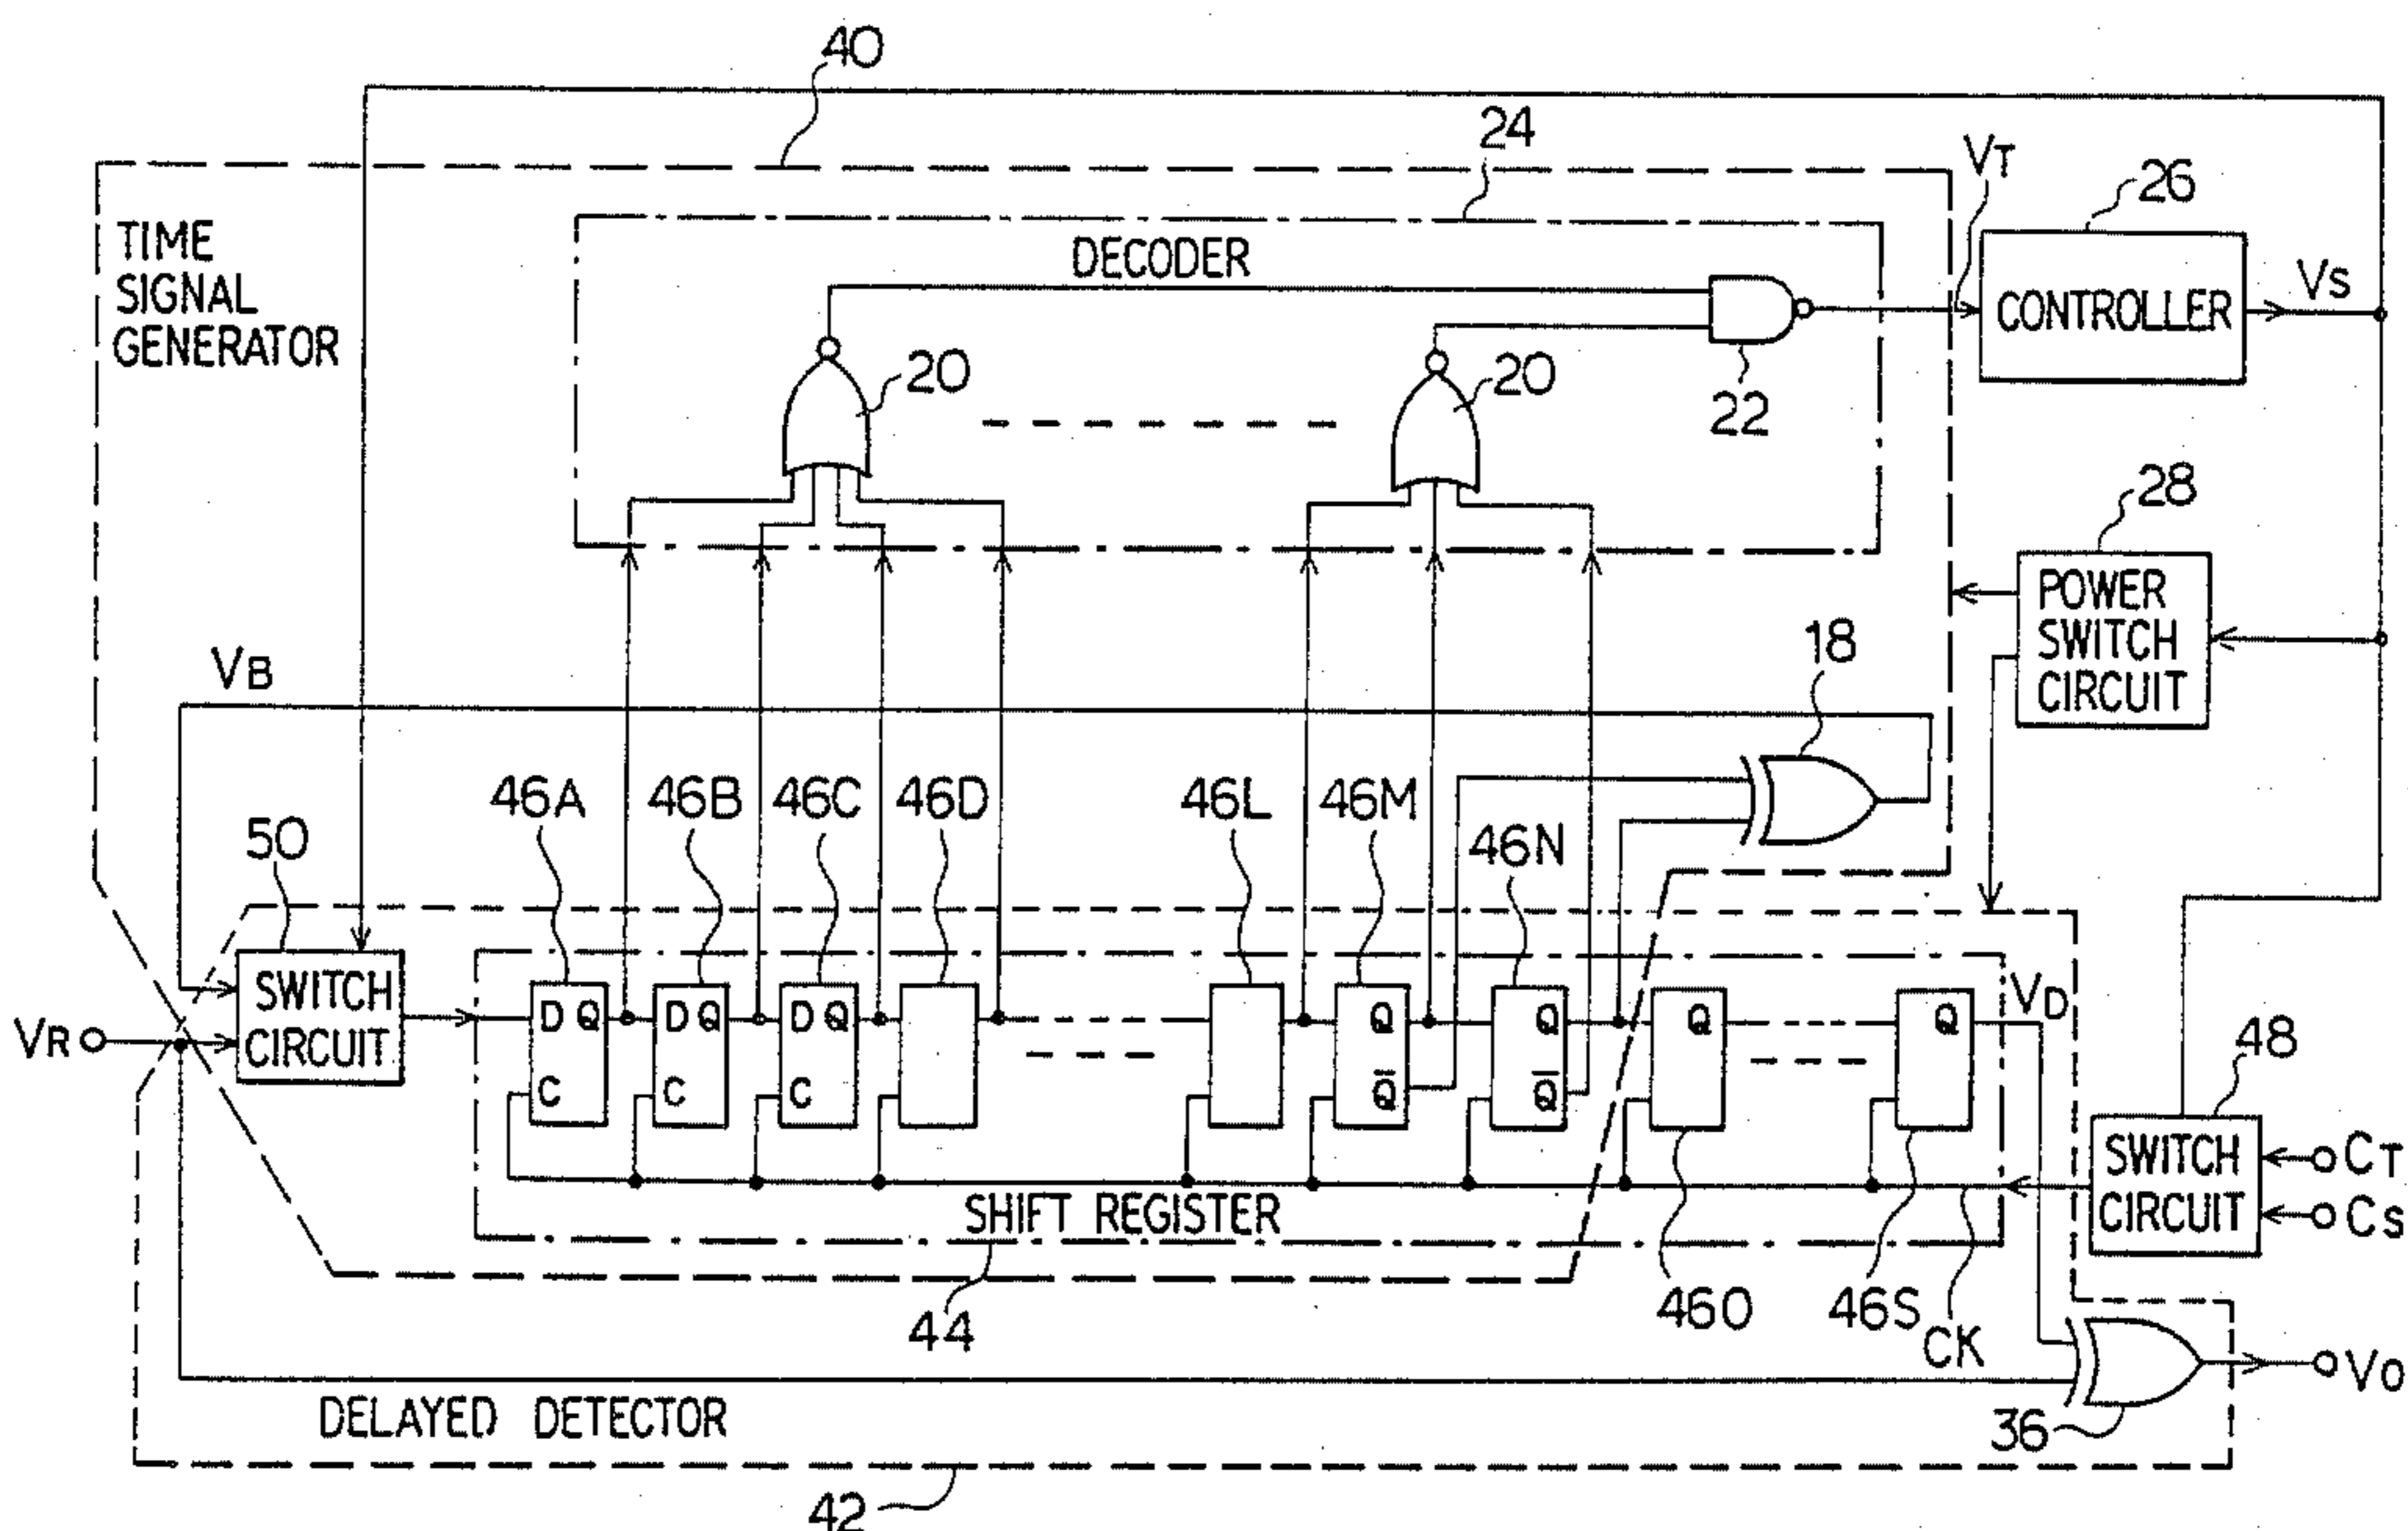 40
24
VT
26
TIME
SIGNAL
GENERATOR
DECODER
CONTROLLER
VS
20
20
22
28
POWER
SWITCH
CIRCUIT
VB
18
46A
46B
46C
46D
46L
46M
46N
50
SWITCH
CIRCUIT
VR
D Q
C
D Q
C
D Q
C
Q
Q̅
Q
Q̅
Q
Q
VD
48
SWITCH
CIRCUIT
CT
CS
SHIFT REGISTER
44
46O
46S
CK
VO
DELAYED DETECTOR
36
42